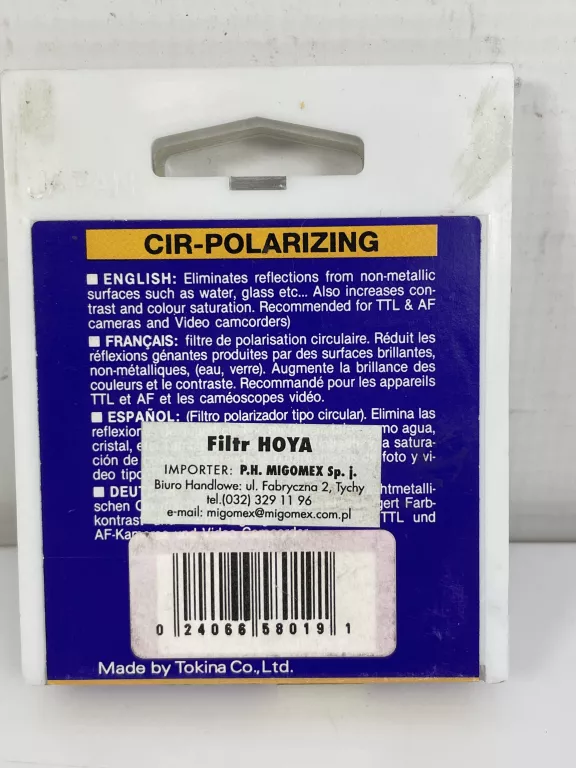 CIR-POLARIZING
■ ENGLISH: Eliminates reflections from non-metallic
surfaces such as water, glass etc... Also increases con-
trast and colour saturation. Recommended for TTL & AF
cameras and Video camcorders)
■ FRANÇAIS: filtre de polarisation circulaire. Réduit les
réflexions génantes produites par des surfaces brillantes,
non-métalliques, (eau, verre). Augmente la brillance des
couleurs et le contraste. Recommandé pour les appareils
TTL et AF et les caméoscopes vidéo.
■ ESPAÑOL: (Filtro polarizador tipo circular). Elimina las
reflexion mo agua,
cristal, e a satura-
ción de de foto y ví-
deo tipo
■ DEUT chtmetalli-
schen gert Farb-
kontras TTL und
AF-Kam
Filtr HOYA
IMPORTER: P.H. MIGOMEX Sp. j.
Biuro Handlowe: ul. Fabryczna 2, Tychy
tel.(032) 329 11 96
e-mail: migomex@migomex.com.pl
0 24066 58019 1
Made by Tokina Co.,Ltd.